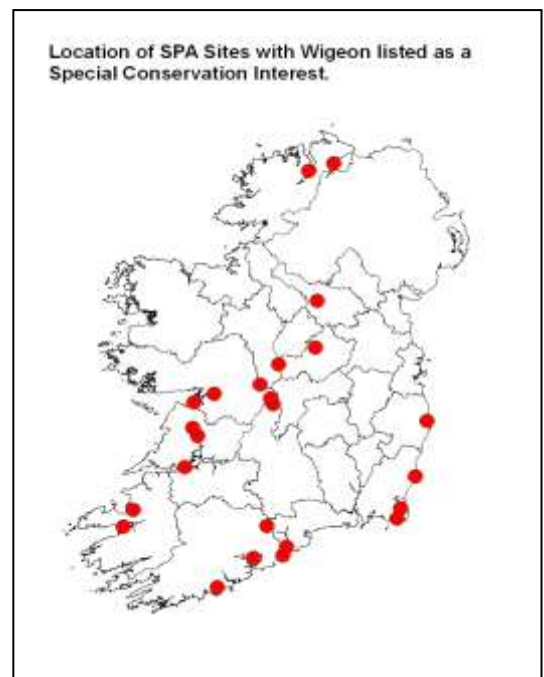 Location of SPA Sites with Wigeon listed as a
Special Conservation Interest.